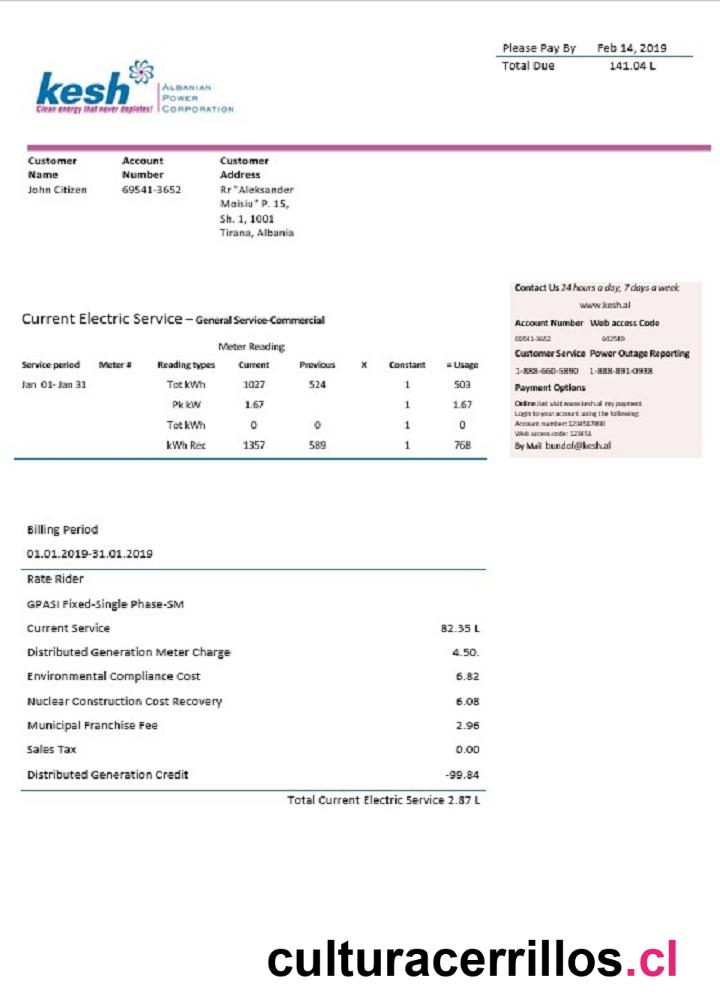 Please Pay By Feb 14, 2019
Total Due 141.04 L
kesh
Clean energy that never depletes!
ALBANIAN
POWER
CORPORATION
Customer Account Customer
Name Number Address
John Citizen 69541-3652 Rr "Aleksander
Moisiu" P. 15,
Sh. 1, 1001
Tirana, Albania
Contact Us 24 hours a day, 7 days a week
www.kesh.al
Account Number Web access Code
69541-3652
Customer Service Power Outage Reporting
1-888-660-5890 1-888-891-0938
Payment Options
Online Just visit www.kesh.al my payment
Login to your account using the following:
Account number: 1234567890
Web access code: 123456
By Mail bundof@kesh.al
Current Electric Service – General Service-Commercial
Meter Reading
Service period Meter # Reading types Current Previous X Constant = Usage
Jan 01- Jan 31 Tot kWh 1027 524 1 503
Pk kW 1.67 1 1.67
Tot kWh 0 0 1 0
kWh Rec 1357 589 1 768
Billing Period
01.01.2019-31.01.2019
Rate Rider
GPASI Fixed-Single Phase-SM
Current Service 82.35 L
Distributed Generation Meter Charge 4.50.
Environmental Compliance Cost 6.82
Nuclear Construction Cost Recovery 6.08
Municipal Franchise Fee 2.96
Sales Tax 0.00
Distributed Generation Credit -99.84
Total Current Electric Service 2.87 L
culturacerrillos.cl